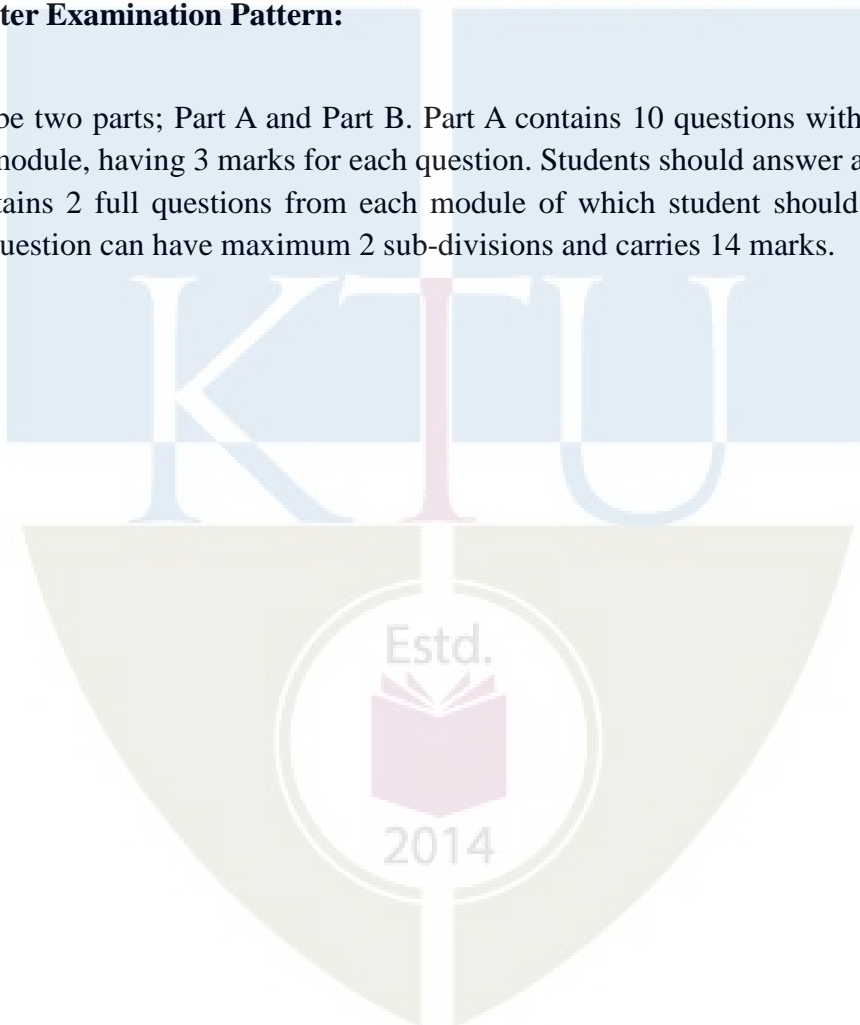 ter Examination Pattern:
be two parts; Part A and Part B. Part A contains 10 questions with
module, having 3 marks for each question. Students should answer a
tains 2 full questions from each module of which student should
uestion can have maximum 2 sub-divisions and carries 14 marks.
KTU
Estd.
2014